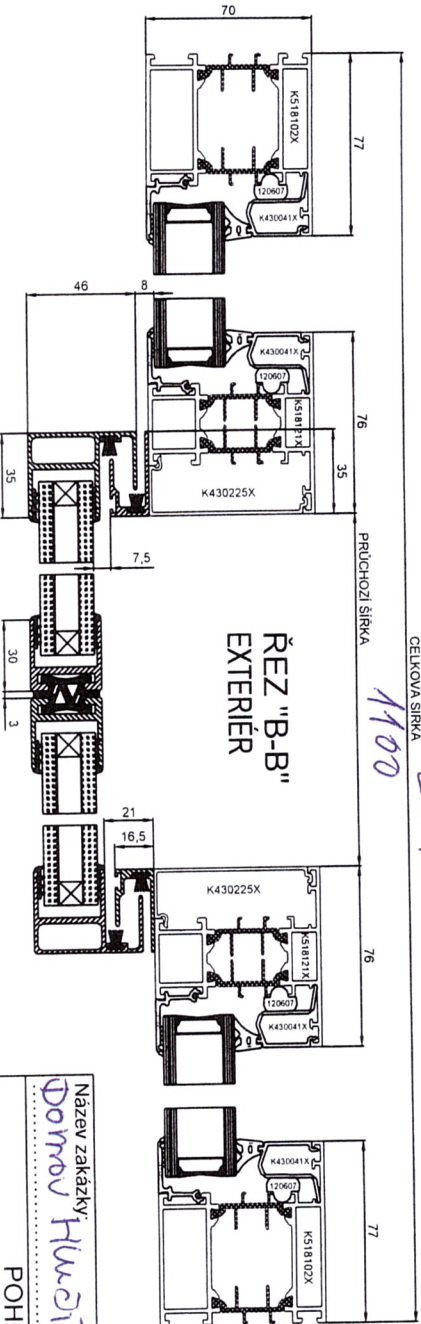 70
K518102X
77
120607
K430041X
46
8
K430041X
120607
K518121X
76
35
K430225X
35
7,5
30
3
CELKOVÁ ŠÍŘKA
PRŮCHOZÍ ŠÍŘKA
1100
ŘEZ "B-B"
EXTERIÉR
21
16,5
K430225X
K518121X
76
120607
K430041X
K430041X
120607
K518102X
77
Název zakázky:
Domov
POH